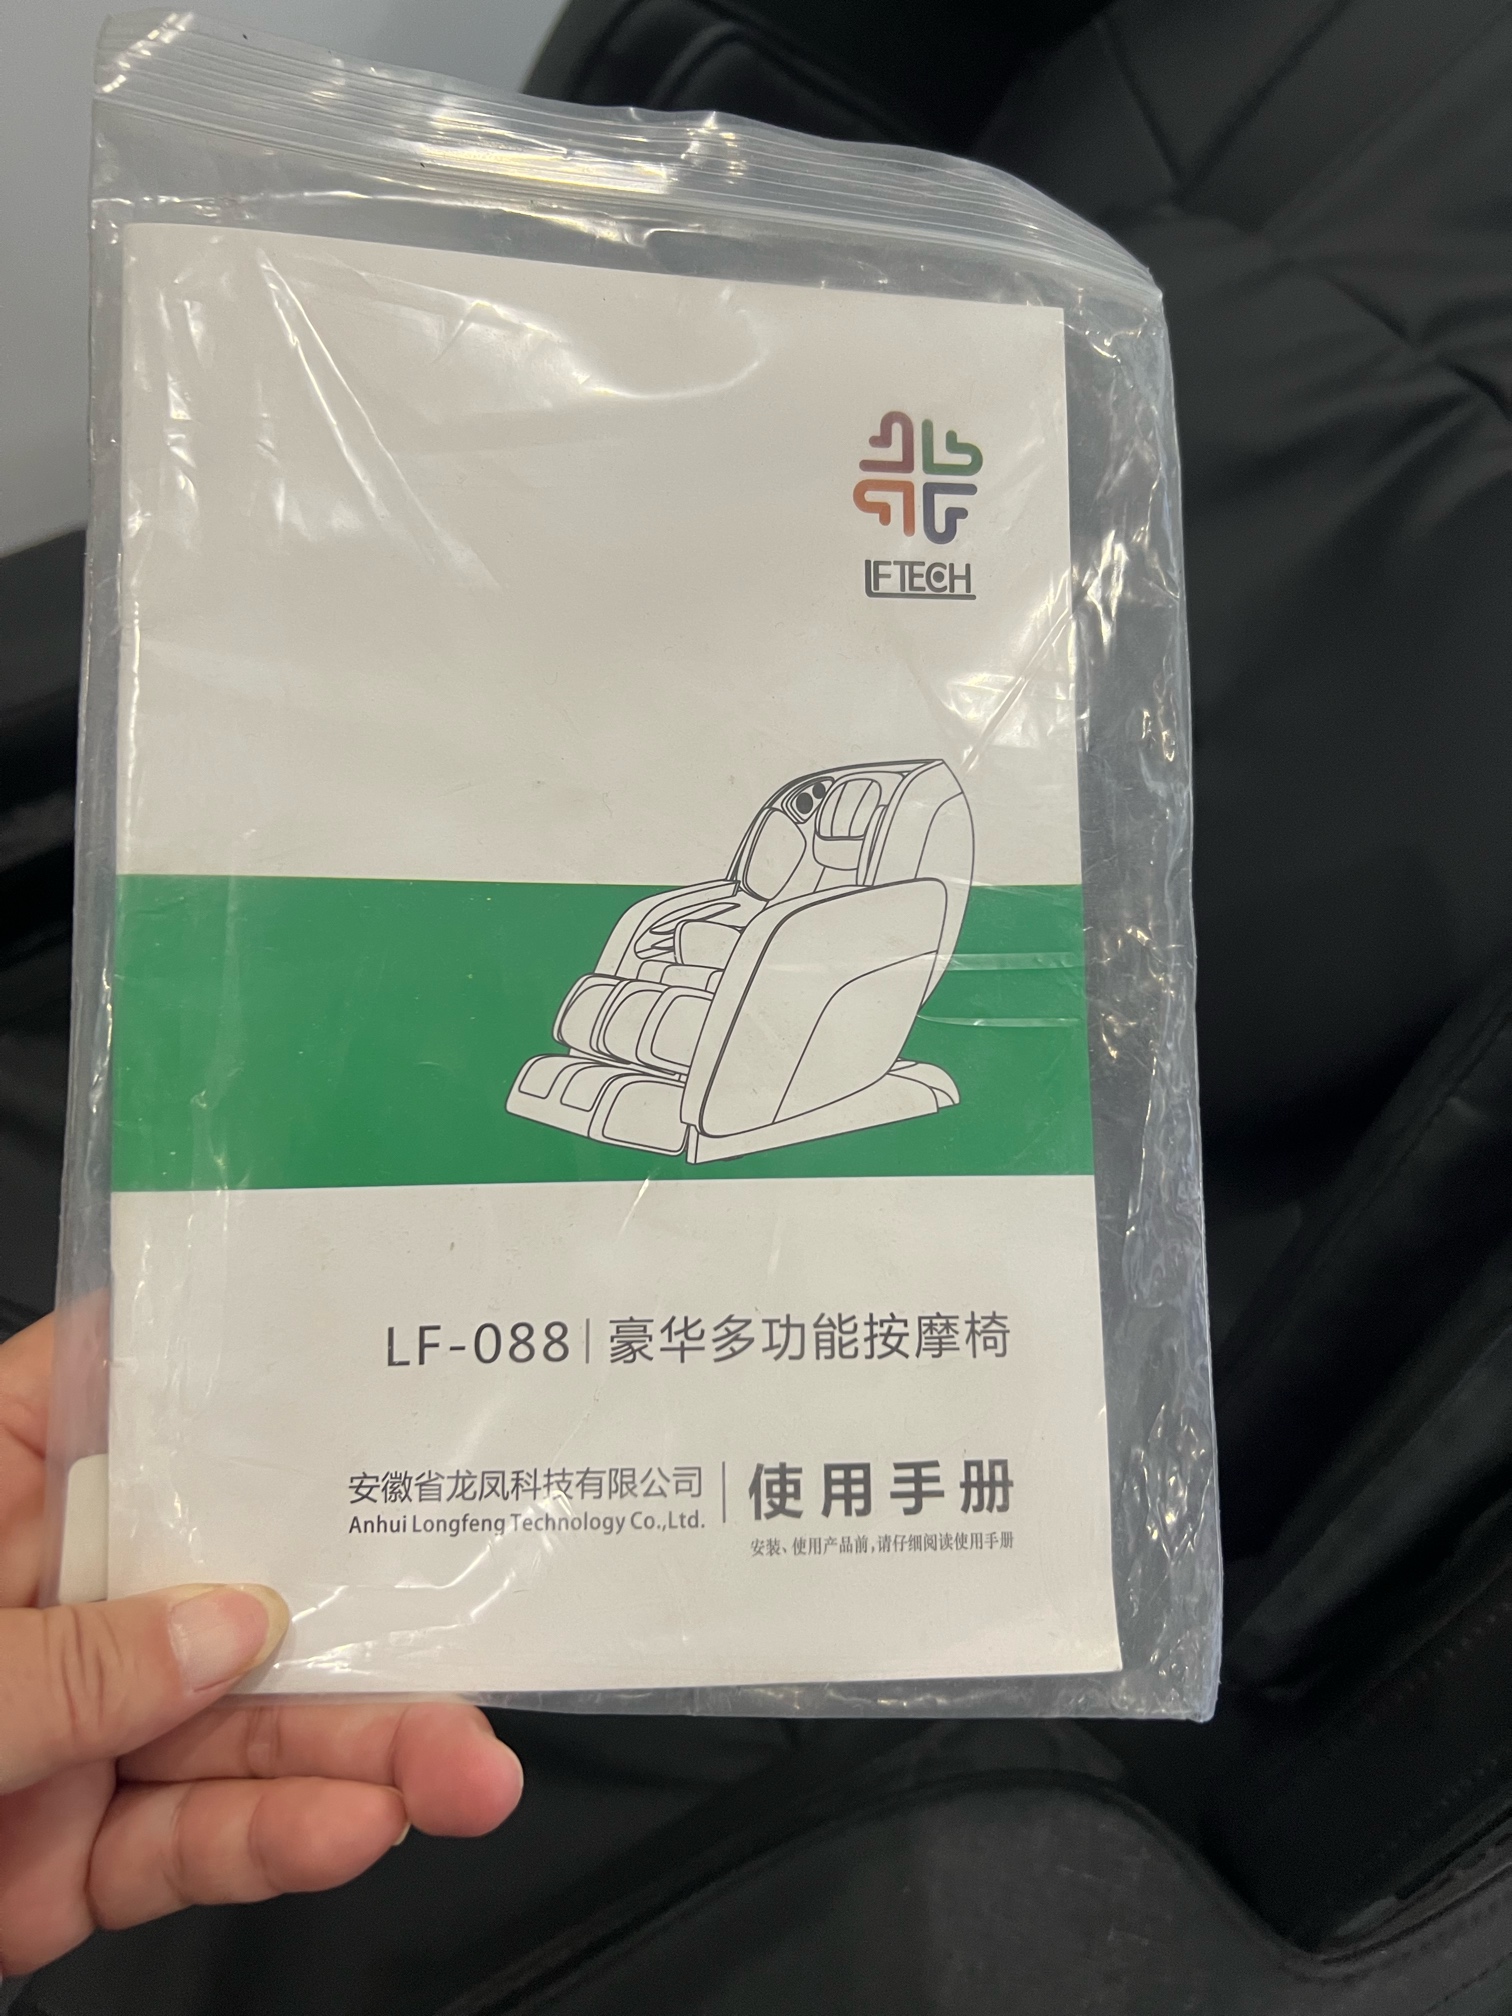 LFTECH
LF-088 | 豪华多功能按摩椅
安徽省龙凤科技有限公司
Anhui Longfeng Technology Co.,Ltd.
使用手册
安装、使用产品前,请仔细阅读使用手册